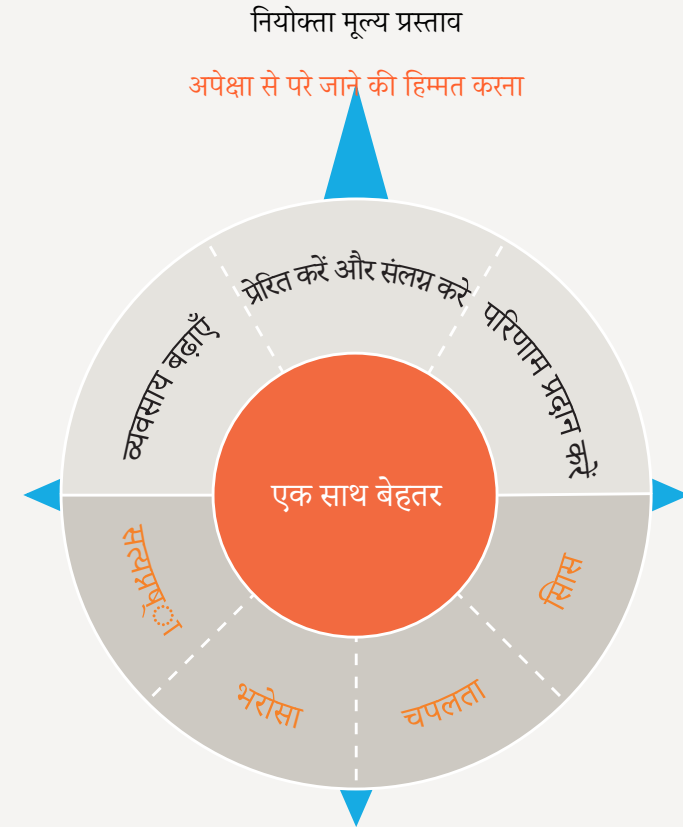 नियोक्ता मूल्य प्रस्ताव
अपेक्षा से परे जाने की हिम्मत करना
व्यवसाय बढ़ाएँ
प्रेरित करें और संलग्न करें
परिणाम प्रदान करें
एक साथ बेहतर
भरोसा
चपलता